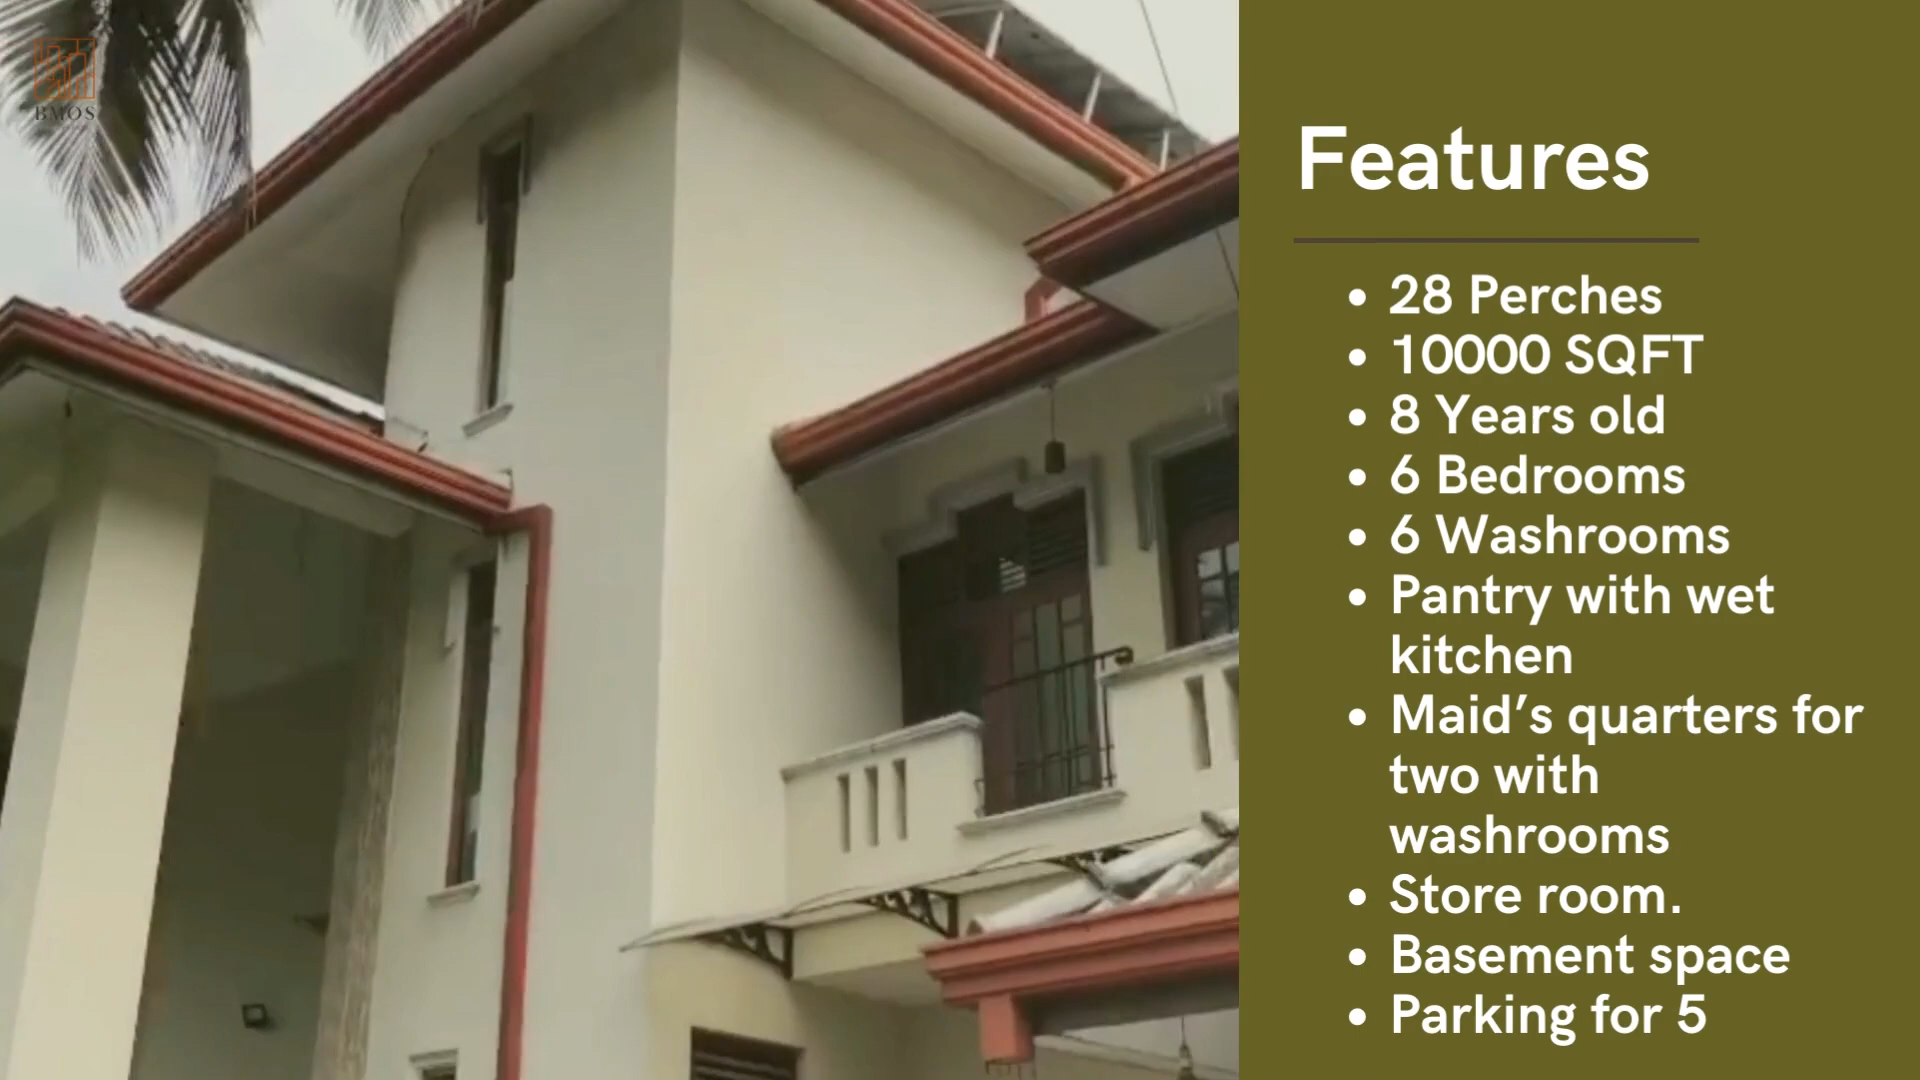 BMOS
Features
• 28 Perches
• 10000 SQFT
• 8 Years old
• 6 Bedrooms
• 6 Washrooms
• Pantry with wet
kitchen
• Maid’s quarters for
two with
washrooms
• Store room.
• Basement space
• Parking for 5